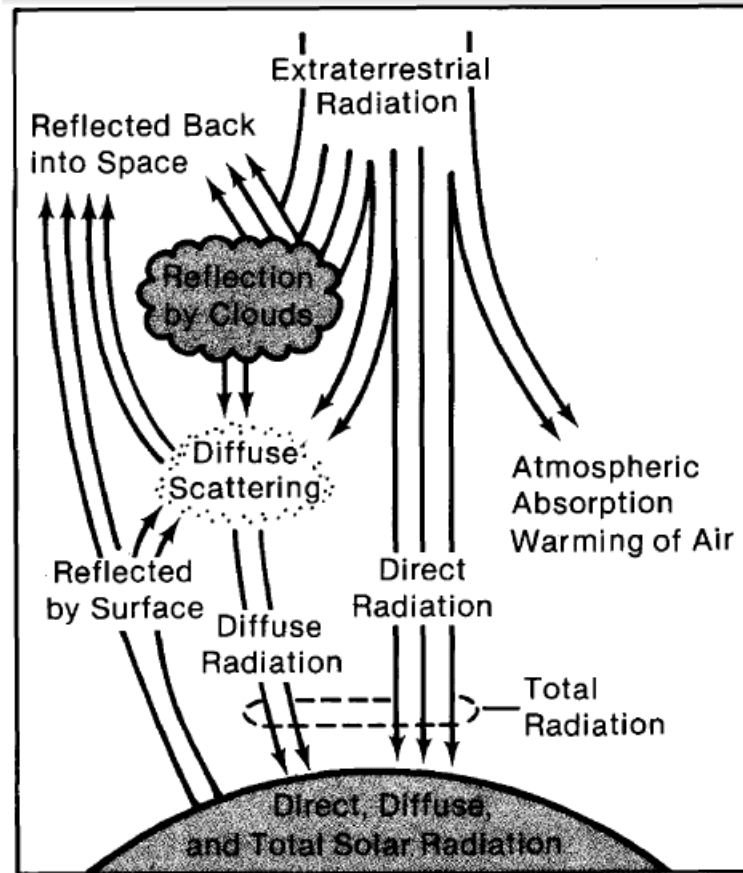 Extraterrestrial
Radiation
Reflected Back
into Space
Reflection
by Clouds
Diffuse
Scattering
Atmospheric
Absorption
Warming of Air
Reflected
by Surface
Direct
Radiation
Diffuse
Radiation
Total
Radiation
Direct, Diffuse,
and Total Solar Radiation